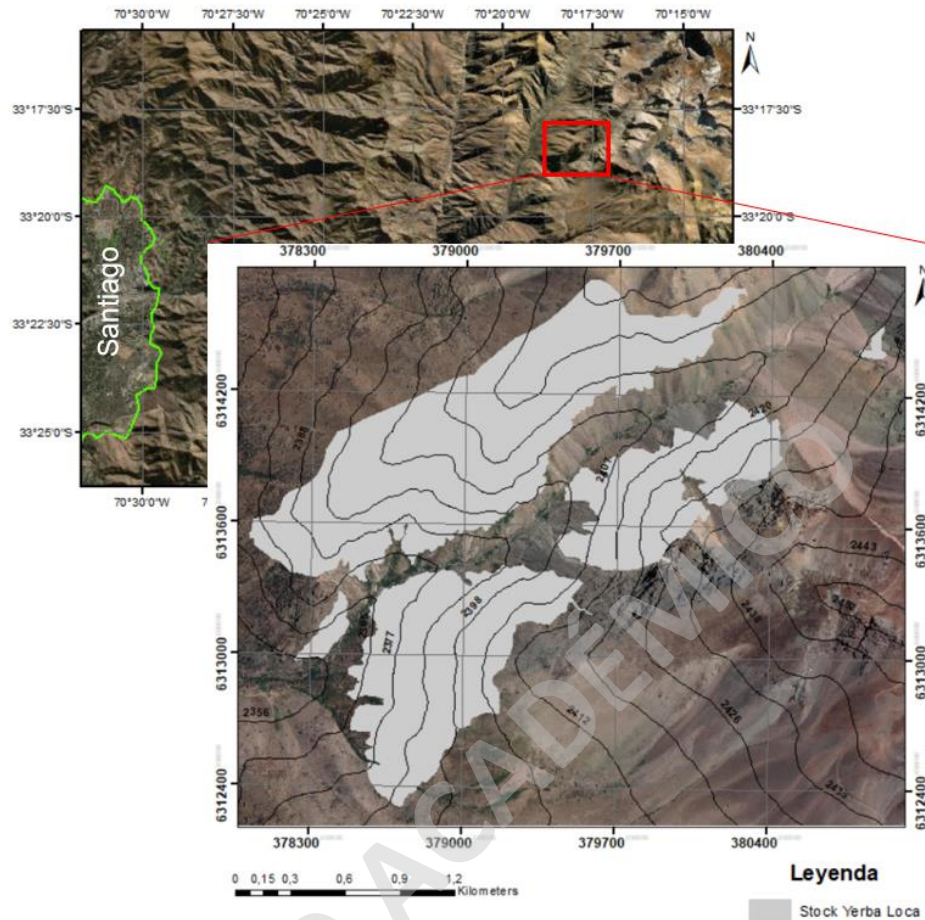 70°30'0"W 70°27'30"W 70°25'0"W 70°22'30"W 70°20'0"W 70°17'30"W 70°15'0"W
N
33°17'30"S 33°17'30"S
33°20'0"S 33°20'0"S
33°22'30"S
33°25'0"S
70°30'0"W
Santiago
378300 379000 379700 380400
N
6314200 6314200
6313600 6313600
6313000 6313000
6312400 6312400
2420
2407
2443
2398
2377
2356
2412
2426
378300 379000 379700 380400
0 0,15 0,3 0,6 0,9 1,2
Kilometers
Leyenda
Stock Yerba Loca
ACADEMICO